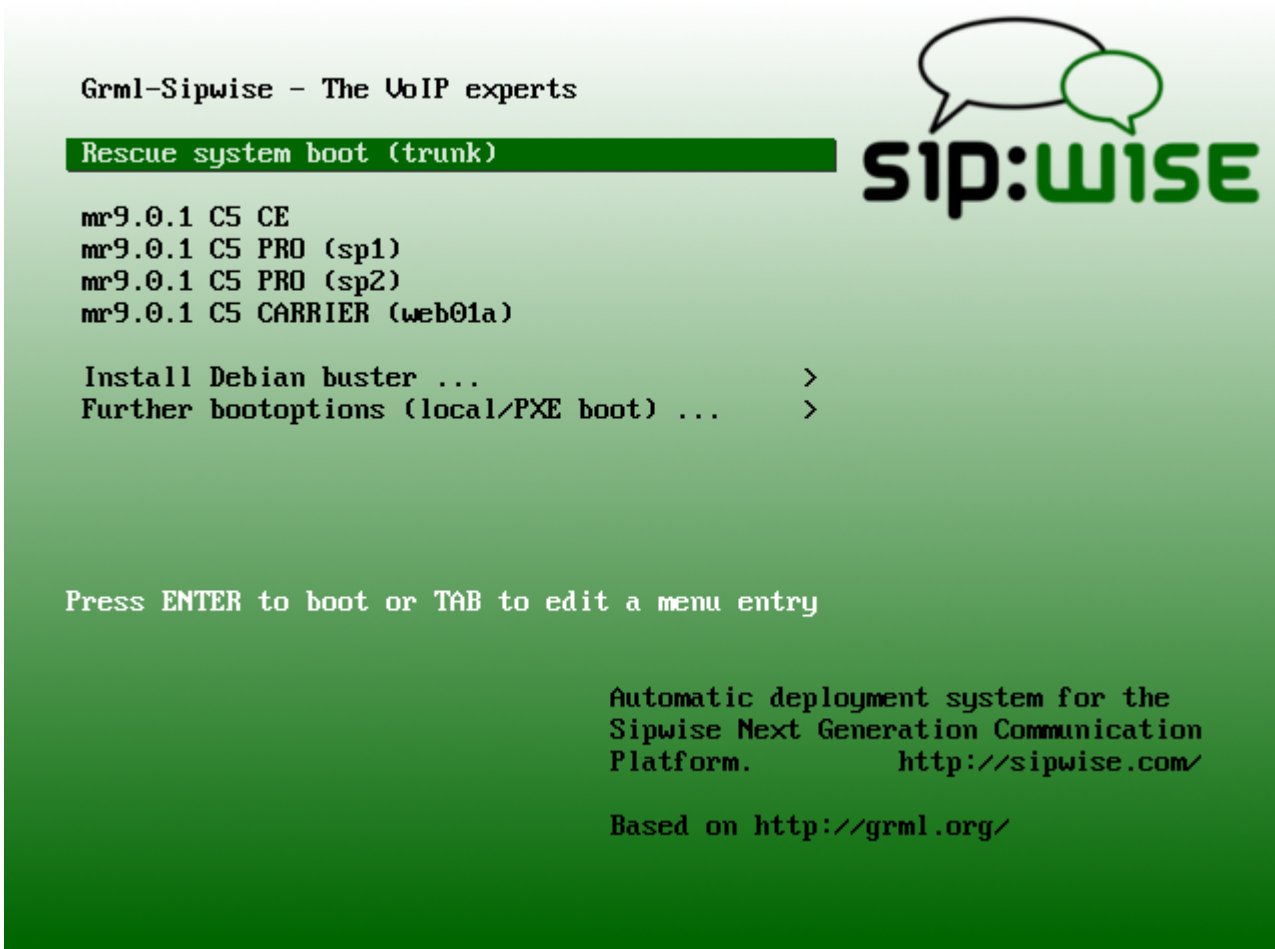 Grml-Sipwise - The VoIP experts
sip:wise
Rescue system boot (trunk)
mr9.0.1 C5 CE
mr9.0.1 C5 PRO (sp1)
mr9.0.1 C5 PRO (sp2)
mr9.0.1 C5 CARRIER (web01a)
Install Debian buster ... >
Further bootoptions (local/PXE boot) ... >
Press ENTER to boot or TAB to edit a menu entry
Automatic deployment system for the
Sipwise Next Generation Communication
Platform. http://sipwise.com/
Based on http://grml.org/